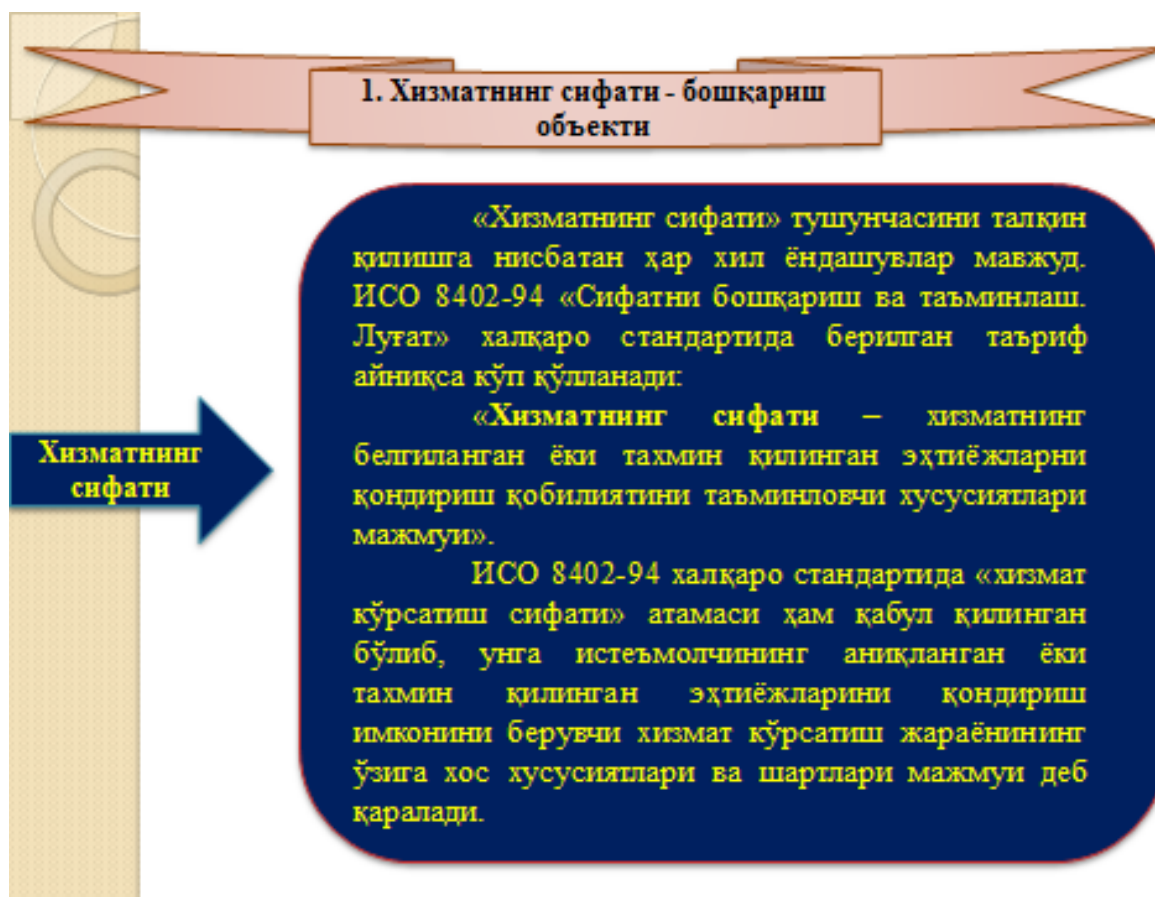 1. Хизматнинг сифати - бошқариш
объекти
«Хизматнинг сифати» тушунчасини талқин
қилишга нисбатан ҳар хил ёндашувлар мавжуд.
ИСО 8402-94 «Сифатни бошқариш ва таъминлаш.
Луғат» халқаро стандартида берилган таъриф
айниқса кўп қўлланади:
«Хизматнинг сифати – хизматнинг
белгиланган ёки тахмин қилинган эҳтиёжларни
қондириш қобилиятини таъминловчи хусусиятлари
мажмуи».
ИСО 8402-94 халқаро стандартида «хизмат
кўрсатиш сифати» атамаси ҳам қабул қилинган
бўлиб, унга истеъмолчининг аниқланган ёки
тахмин қилинган эҳтиёжларини қондириш
имконини берувчи хизмат кўрсатиш жараёнининг
ўзига хос хусусиятлари ва шартлари мажмуи деб
қаралади.
Хизматнинг
сифати